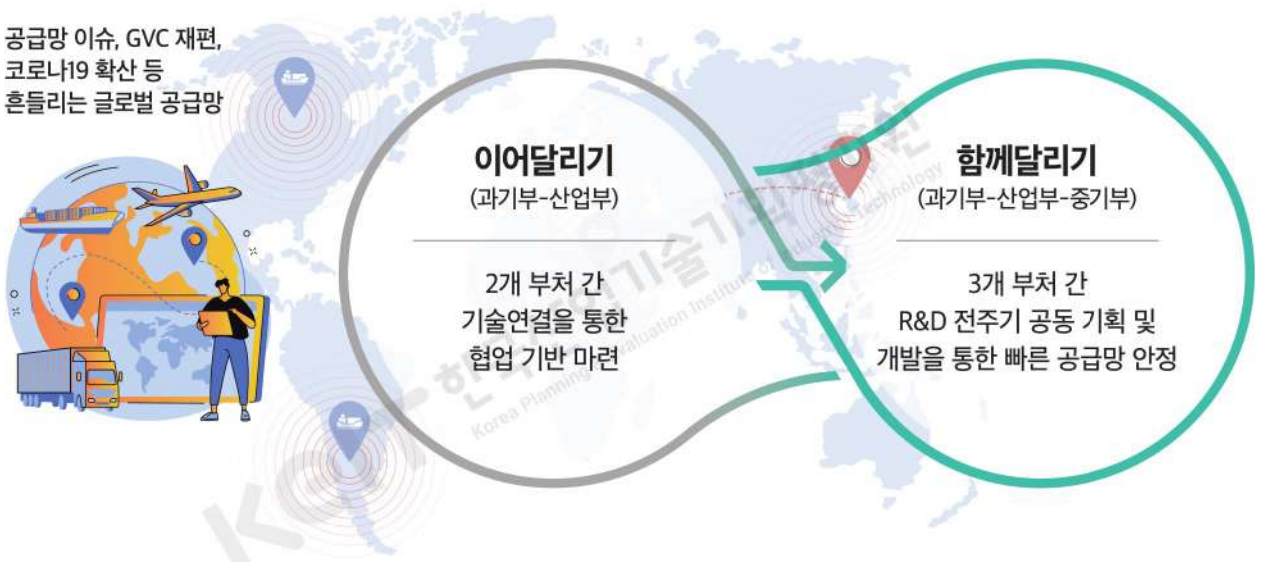 공급망 이슈, GVC 재편,
코로나19 확산 등
흔들리는 글로벌 공급망
이어달리기
(과기부-산업부)
2개 부처 간
기술연결을 통한
협업 기반 마련
함께달리기
(과기부-산업부-중기부)
3개 부처 간
R&D 전주기 공동 기획 및
개발을 통한 빠른 공급망 안정